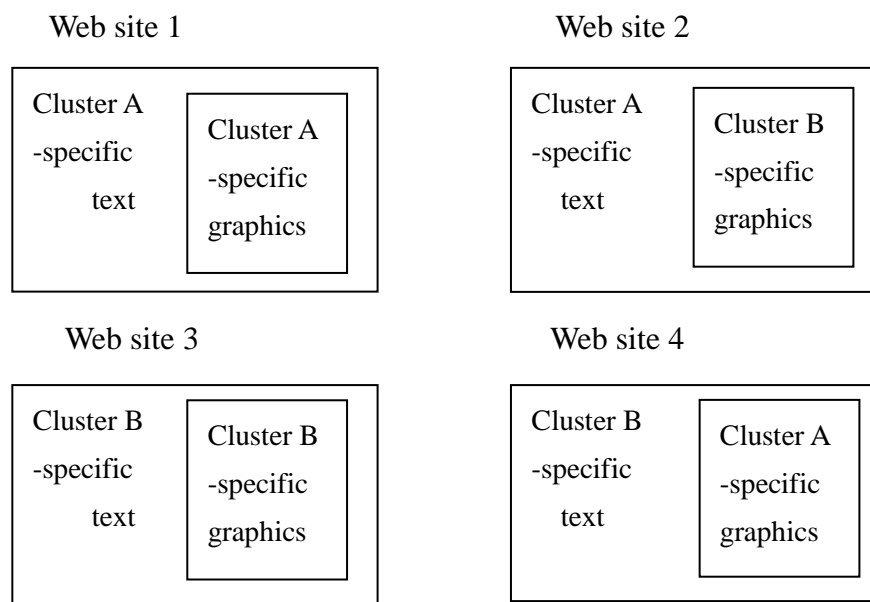 Web site 1
Cluster A
-specific
text
Cluster A
-specific
graphics
Web site 2
Cluster A
-specific
text
Cluster B
-specific
graphics
Web site 3
Cluster B
-specific
text
Cluster B
-specific
graphics
Web site 4
Cluster B
-specific
text
Cluster A
-specific
graphics